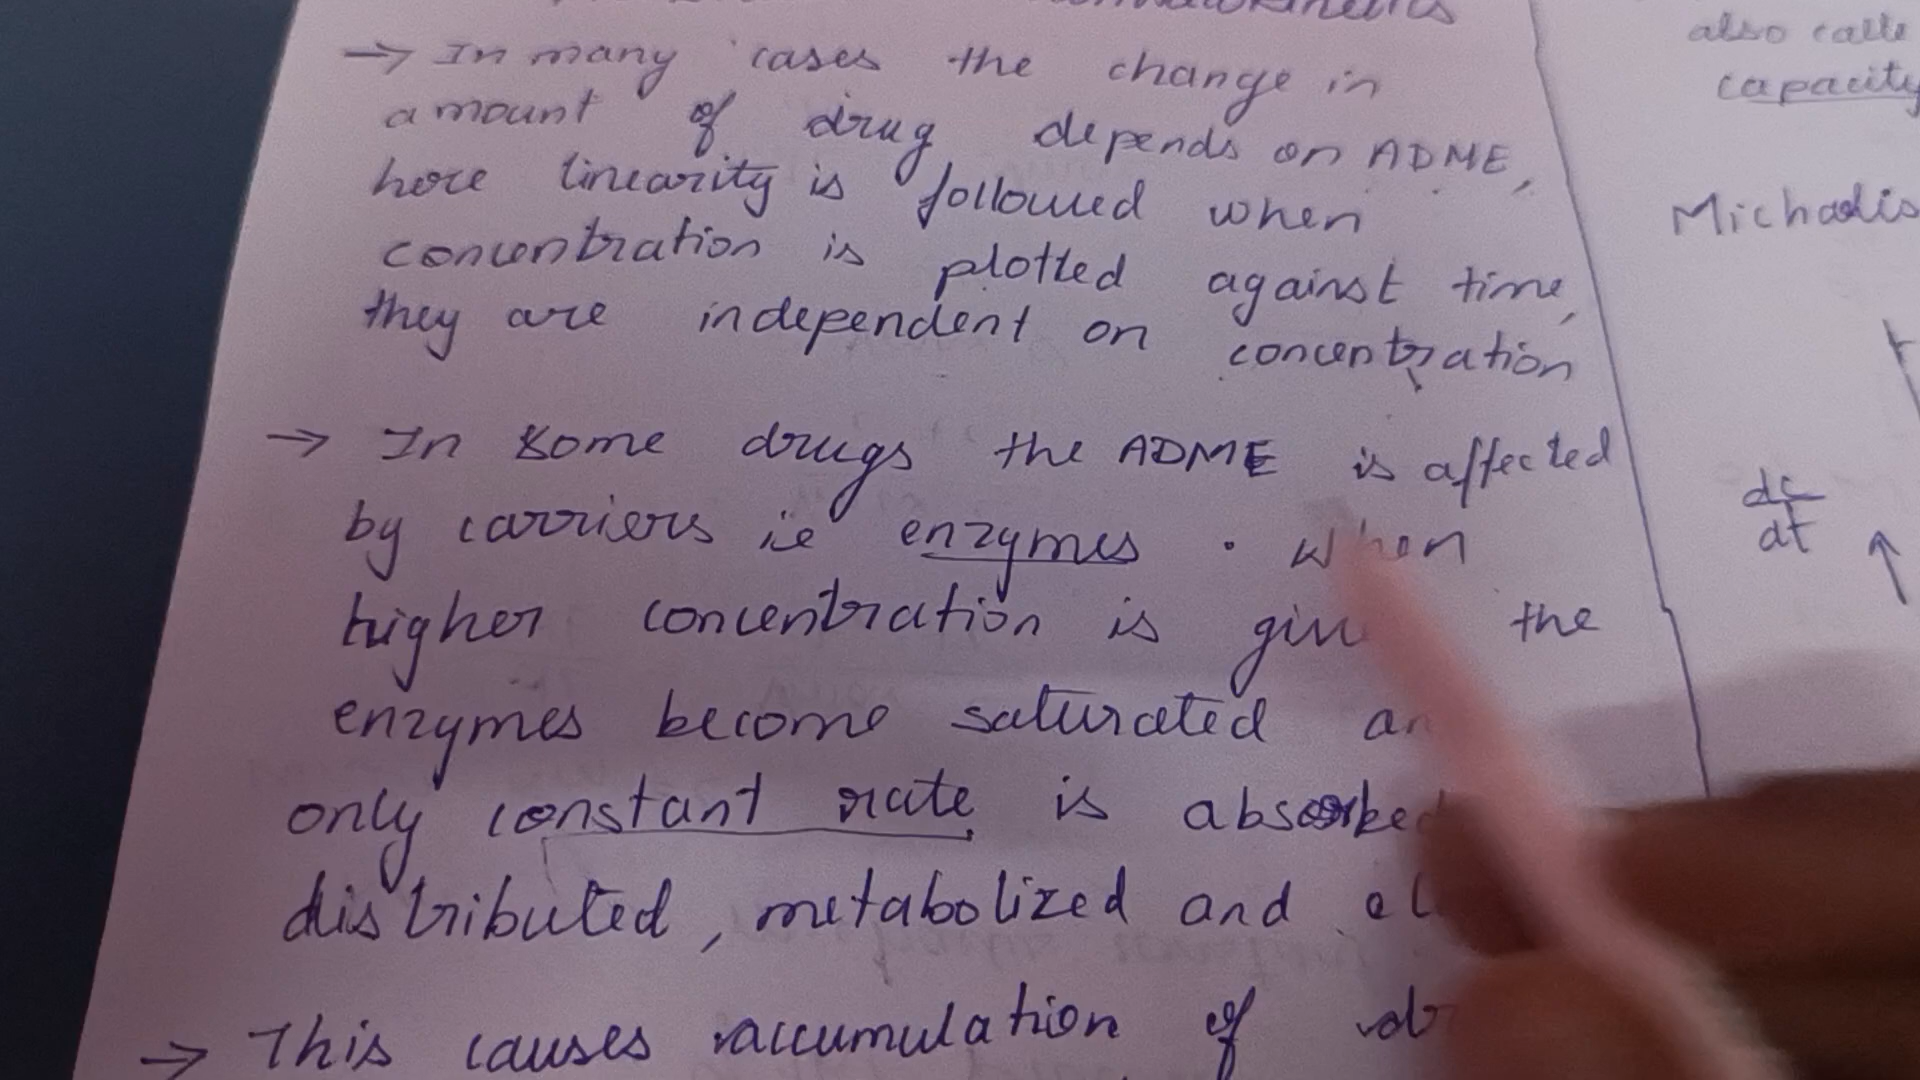 → In many cases the change in
amount of drug depends on ADME,
here linearity is followed when
concentration is plotted against time,
they are independent on concentration
→ In some drugs the ADME is affected
by carriers ie enzymes. When
higher concentration is the
enzymes become saturated
only constant rate is absorbed
distributed, metabolized and
→ This causes accumulation of
also
capacity
dc
dt